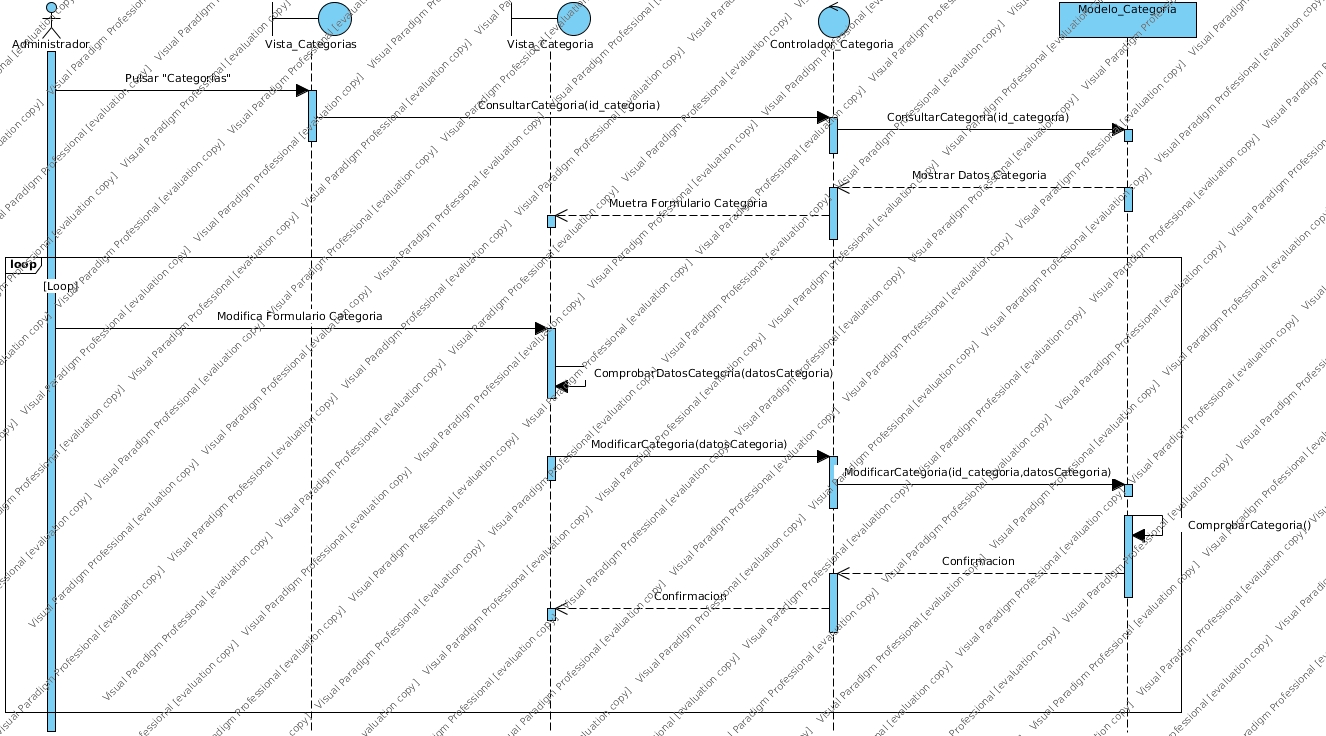 Administrador
Vista_Categorias
Vista_Categoria
Controlador_Categoria
Modelo_Categoria
Pulsar "Categorias"
ConsultarCategoria(id_categoria)
ConsultarCategoria(id_categoria)
Mostrar Datos Categoria
Muetra Formulario Categoria
loop
[Loop]
Modifica Formulario Categoria
ComprobarDatosCategoria(datosCategoria)
ModificarCategoria(datosCategoria)
ModificarCategoria(id_categoria,datosCategoria)
ComprobarCategoria()
Confirmacion
Confirmacion
Visual Paradigm Professional [evaluation copy]